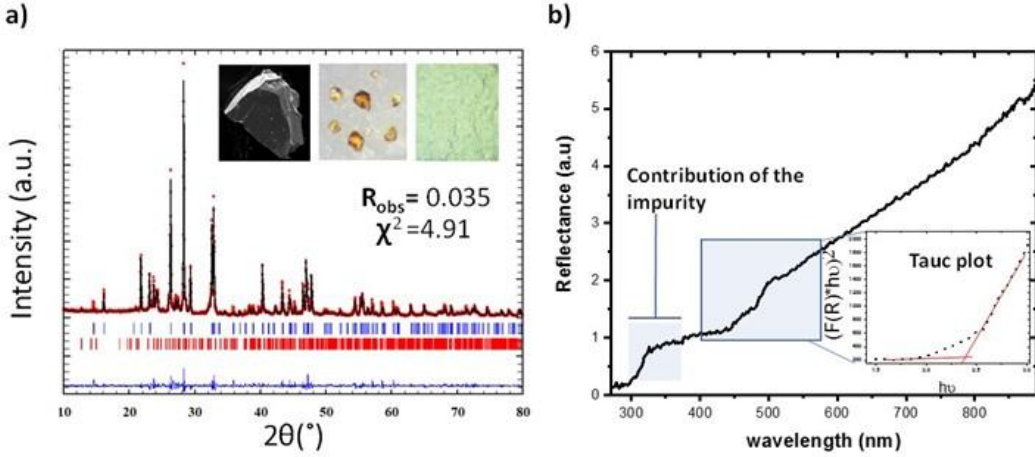 a)
Intensity (a.u.)
R_obs= 0.035
χ² =4.91
10 20 30 40 50 60 70 80
2θ(˚)
b)
Reflectance (a.u)
6
5
4
3
2
1
0
Contribution of the
impurity
Tauc plot
(F(R)*hυ)²
hυ
300 400 500 600 700 800
wavelength (nm)